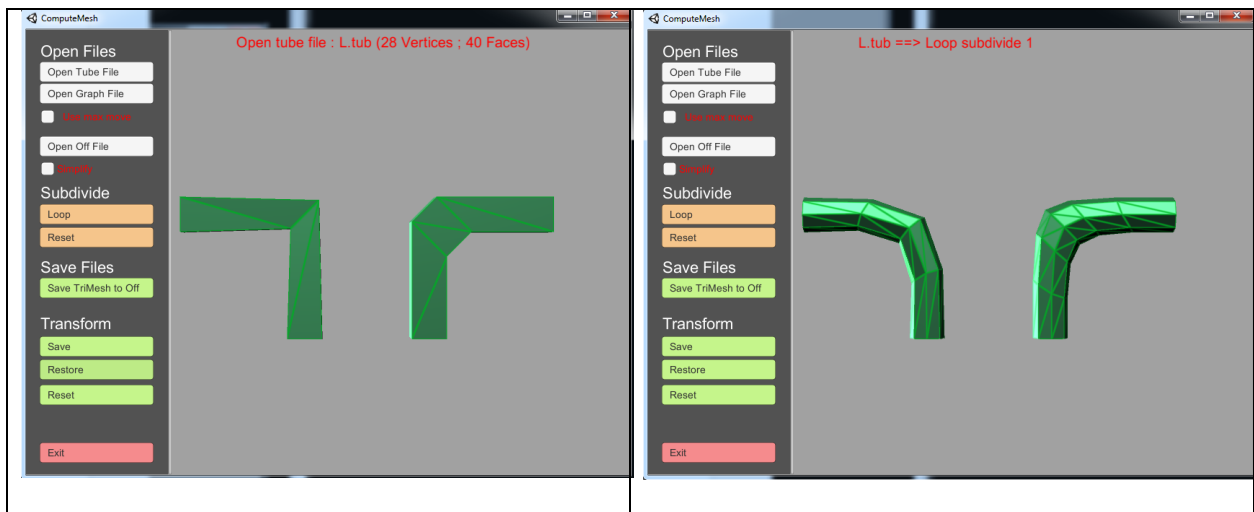 ComputeMesh
Open tube file : L.tub (28 Vertices ; 40 Faces)
Open Files
Open Tube File
Open Graph File
Open Off File
Subdivide
Loop
Reset
Save Files
Save TriMesh to Off
Transform
Save
Restore
Reset
Exit
ComputeMesh
L.tub ==> Loop subdivide 1
Open Files
Open Tube File
Open Graph File
Open Off File
Subdivide
Loop
Reset
Save Files
Save TriMesh to Off
Transform
Save
Restore
Reset
Exit